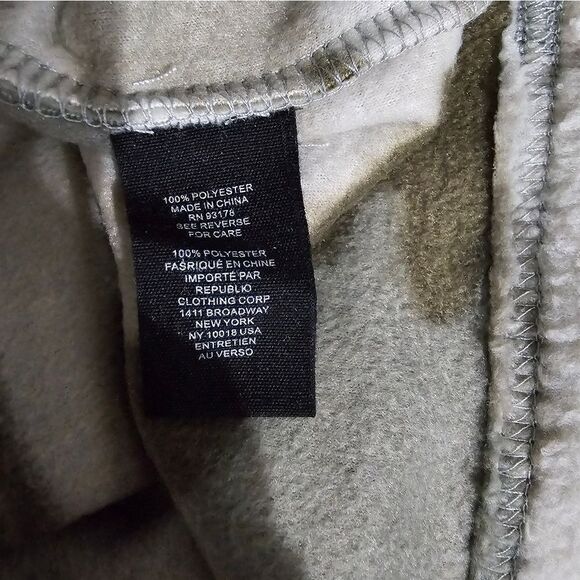 100% POLYESTER
MADE IN CHINA
RN 93178
SEE REVERSE
FOR CARE
100% POLYESTER
FABRIQUÉ EN CHINE
IMPORTÉ PAR
REPUBLIC
CLOTHING CORP
1411 BROADWAY
NEW YORK
NY 10018 USA
ENTRETIEN
AU VERSO